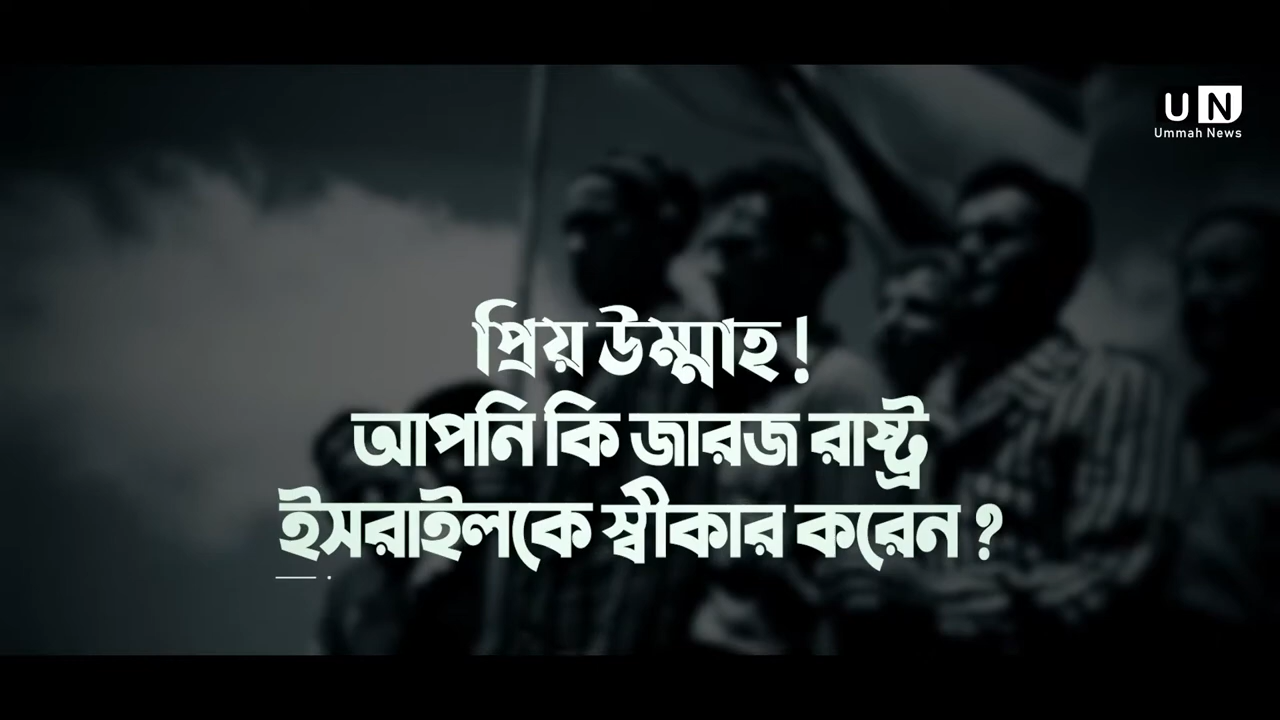 UN
Ummah News
প্রিয় উম্মাহ !
আপনি কি জারজ রাষ্ট্র
ইসরাইলকে স্বীকার করেন ?